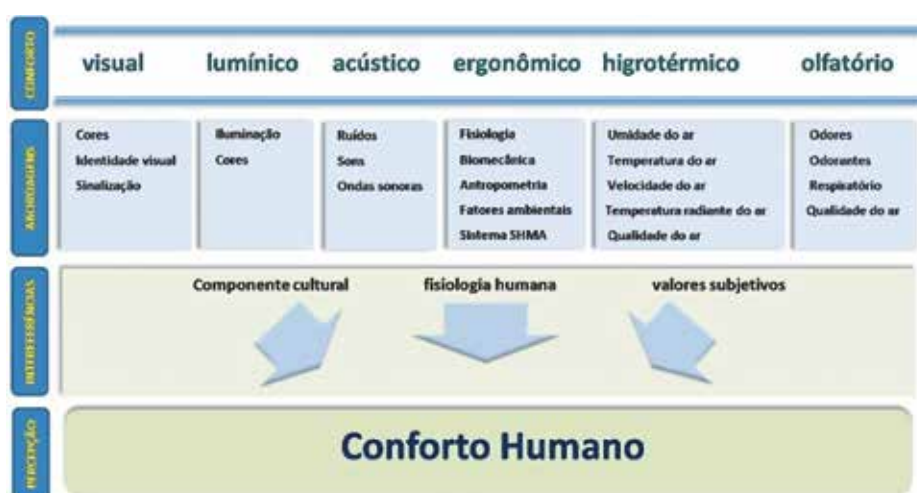 CONFORTO
visual lumínico acústico ergonômico higrotérmico olfatório
ABORDAGENS
Cores
Identidade visual
Sinalização
Iluminação
Cores
Ruídos
Sons
Ondas sonoras
Fisiologia
Biomecânica
Antropometria
Fatores ambientais
Sistema SHMA
Umidade do ar
Temperatura do ar
Velocidade do ar
Temperatura radiante do ar
Qualidade do ar
Odores
Odorantes
Respiratório
Qualidade do ar
INTREFERÊNCIAS
Componente cultural fisiologia humana valores subjetivos
PERCEPÇÃO
Conforto Humano